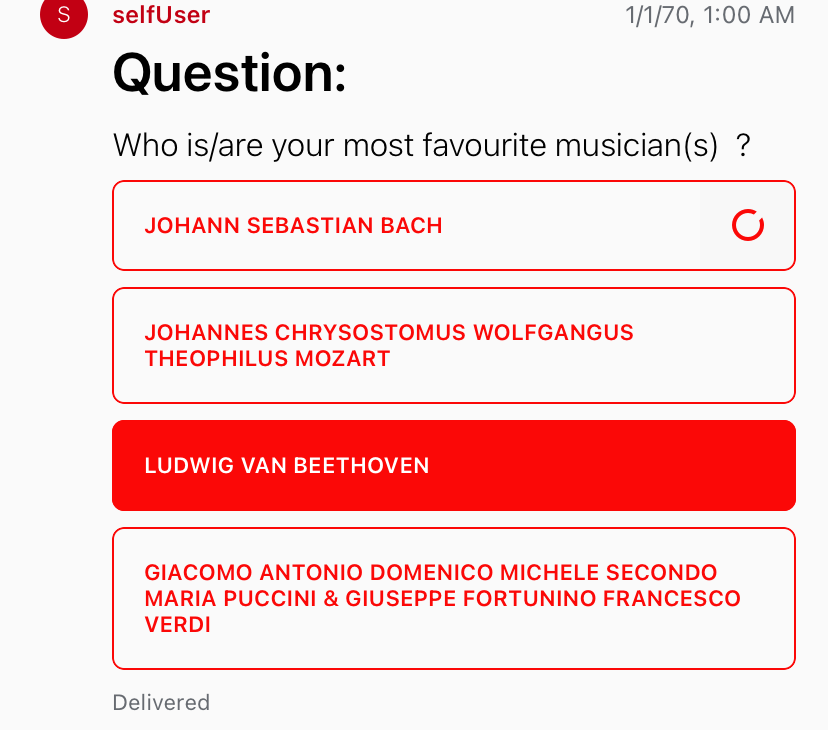 S selfUser 1/1/70, 1:00 AM
Question:
Who is/are your most favourite musician(s)  ?
JOHANN SEBASTIAN BACH
JOHANNES CHRYSOSTOMUS WOLFGANGUS
THEOPHILUS MOZART
LUDWIG VAN BEETHOVEN
GIACOMO ANTONIO DOMENICO MICHELE SECONDO
MARIA PUCCINI & GIUSEPPE FORTUNINO FRANCESCO
VERDI
Delivered